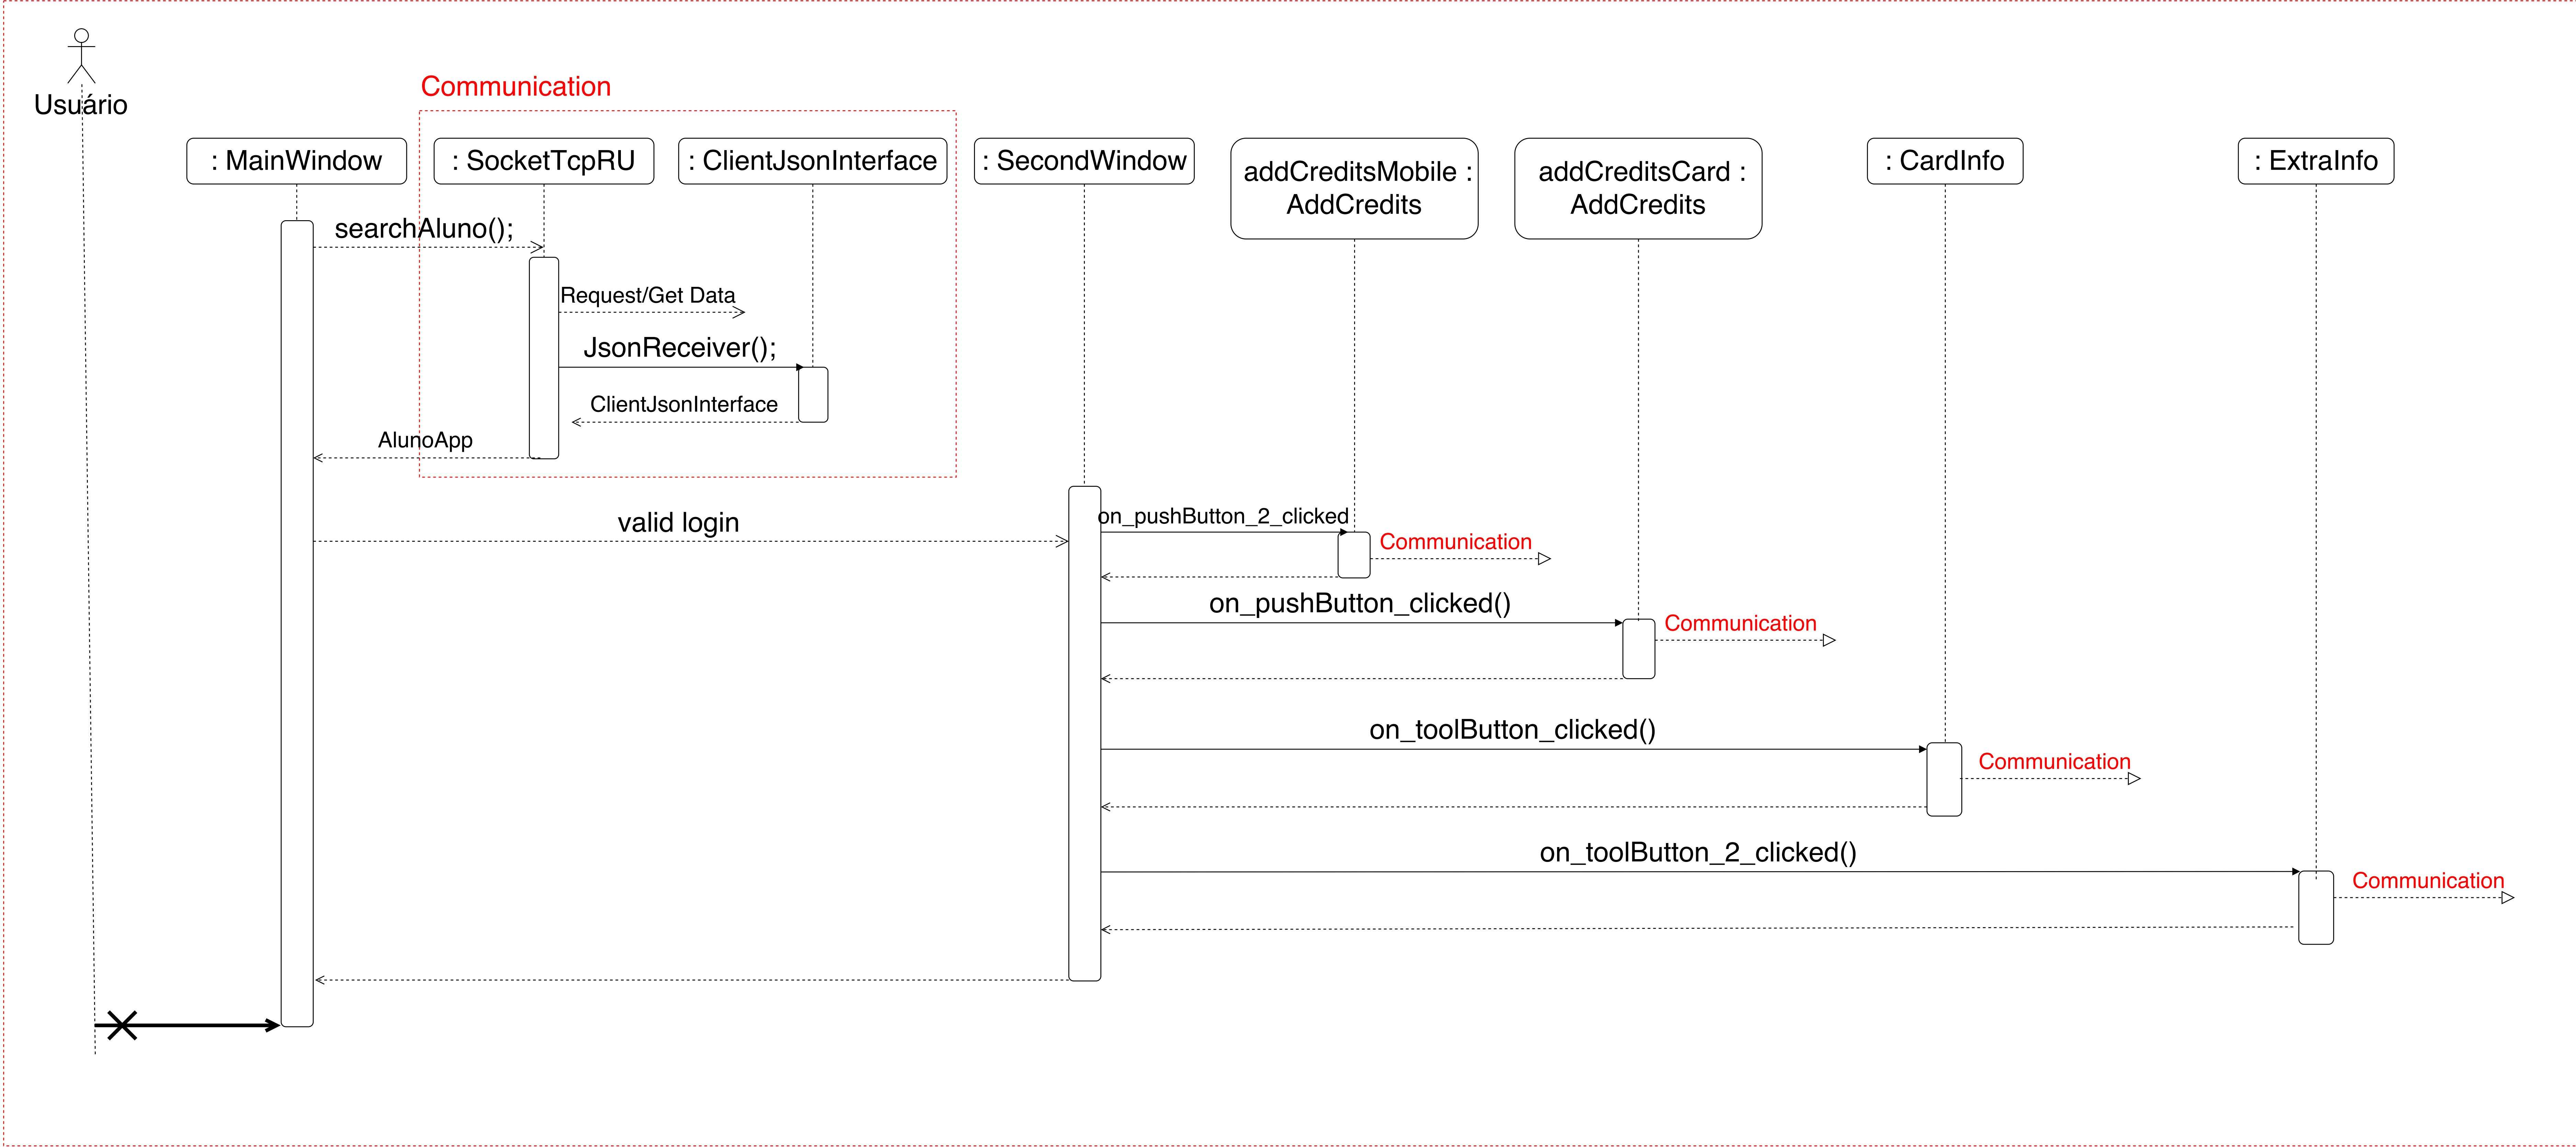 Usuário
Communication
: MainWindow
: SocketTcpRU
: ClientJsonInterface
: SecondWindow
addCreditsMobile :
AddCredits
addCreditsCard :
AddCredits
: CardInfo
: ExtraInfo
searchAluno();
Request/Get Data
JsonReceiver();
ClientJsonInterface
AlunoApp
valid login
on_pushButton_2_clicked
Communication
on_pushButton_clicked()
Communication
on_toolButton_clicked()
Communication
on_toolButton_2_clicked()
Communication